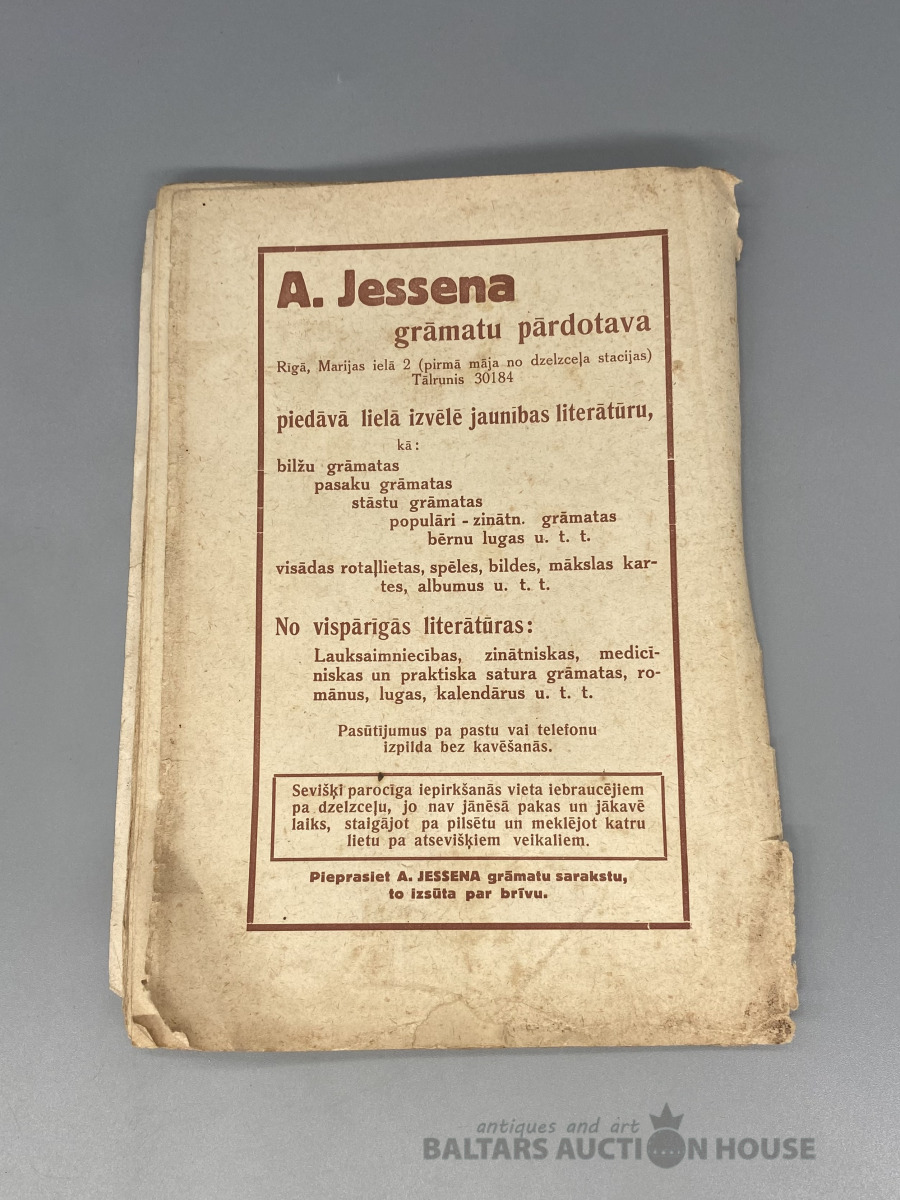 A. Jessena
grāmatu pārdotava
Rīgā, Marijas ielā 2 (pirmā māja no dzelzceļa stacijas)
Tālrunis 30184
piedāvā lielā izvēlē jaunības literātūru,
kā:
bilžu grāmatas
pasaku grāmatas
stāstu grāmatas
populāri-zinātn. grāmatas
bērnu lugas u. t. t.
visādas rotaļlietas, spēles, bildes, mākslas kar-
tes, albumus u. t. t.
No vispārīgās literātūras:
Lauksaimniecības, zinātniskas, medicī-
niskas un praktiska satura grāmatas, ro-
mānus, lugas, kalendārus u. t. t.
Pasūtījumus pa pastu vai telefonu
izpilda bez kavēšanās.
Sevišķi parocīga iepirkšanās vieta iebraucējiem
pa dzelzceļu, jo nav jānēsā pakas un jākavē
laiks, staigājot pa pilsētu un meklējot katru
lietu pa atsevišķiem veikaliem.
Pieprasiet A. JESSENA grāmatu sarakstu,
to izsūta par brīvu.
antiques and art
BALTARS AUCTION HOUSE